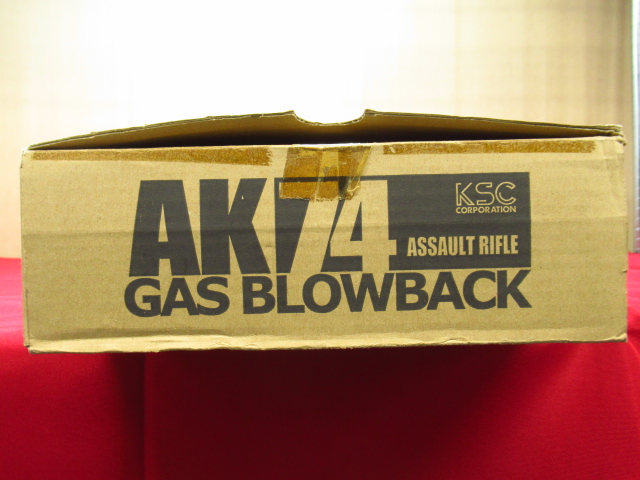 AK74
KSC
CORPORATION
ASSAULT RIFLE
GAS BLOWBACK